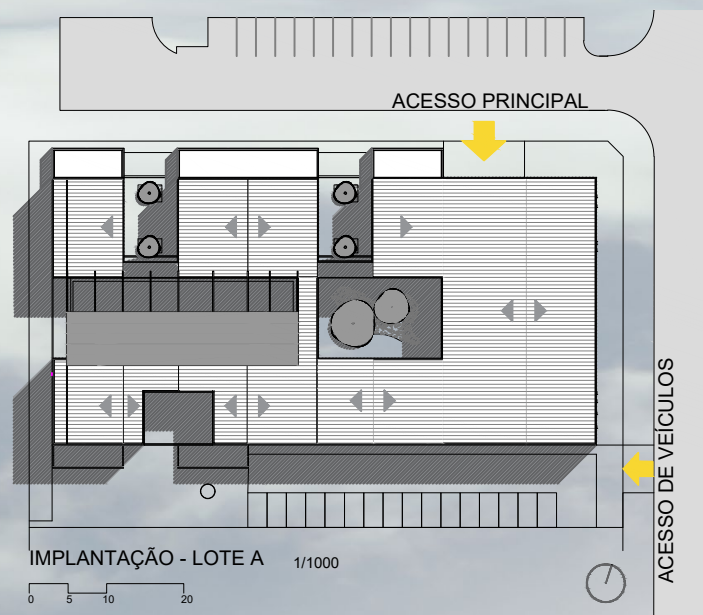 ACESSO PRINCIPAL
ACESSO DE VEÍCULOS
IMPLANTAÇÃO - LOTE A 1/1000
0 5 10 20